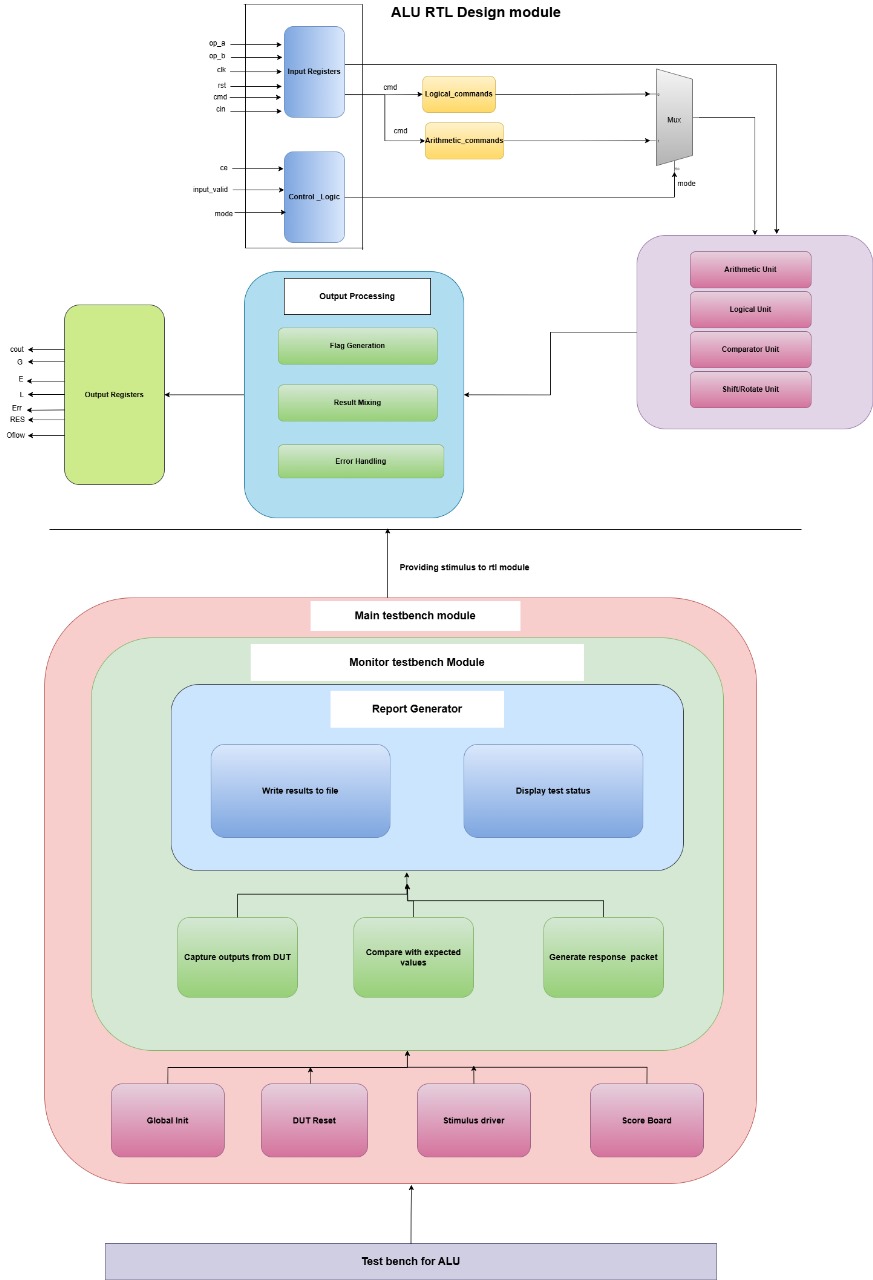 ALU RTL Design module
op_a
op_b
clk
rst
cmd
cin
Input Registers
cmd
Logical_commands
cmd
Arithmetic_commands
Mux
mode
ce
input_valid
mode
Control _Logic
Arithmetic Unit
Logical Unit
Comparator Unit
Shift/Rotate Unit
Output Processing
Flag Generation
Result Mixing
Error Handling
Output Registers
cout
G
E
L
Err
RES
Oflow
Providing stimulus to rtl module
Main testbench module
Monitor testbench Module
Report Generator
Write results to file
Display test status
Capture outputs from DUT
Compare with expected
values
Generate response packet
Global Init
DUT Reset
Stimulus driver
Score Board
Test bench for ALU